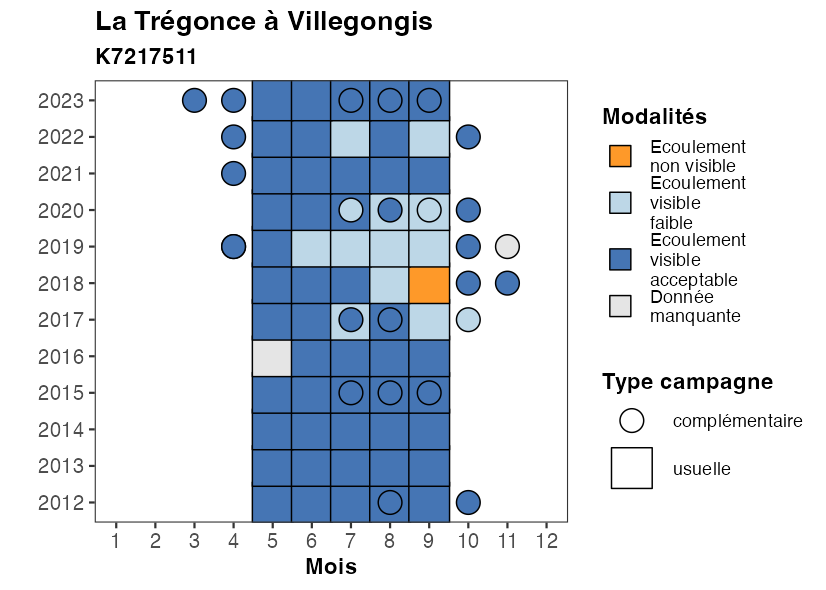 La Trégonce à Villegongis
K7217511
2023
2022
2021
2020
2019
2018
2017
2016
2015
2014
2013
2012
1 2 3 4 5 6 7 8 9 10 11 12
Mois
Modalités
Ecoulement
non visible
Ecoulement
visible
faible
Ecoulement
visible
acceptable
Donnée
manquante
Type campagne
complémentaire
usuelle